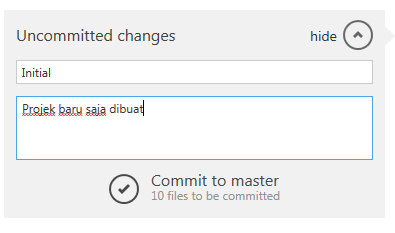 Uncommitted changes
hide
Initial
Projek baru saja dibuat
Commit to master
10 files to be committed